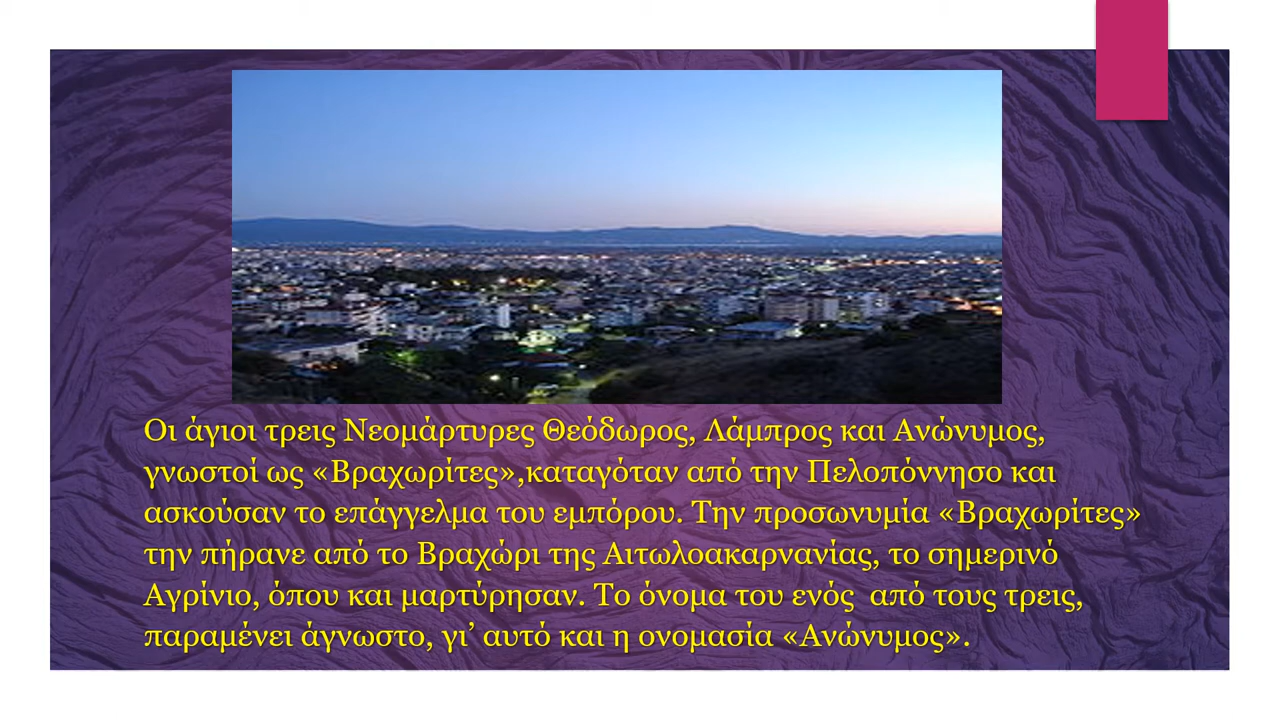 Οι άγιοι τρεις Νεομάρτυρες Θεόδωρος, Λάμπρος και Ανώνυμος,
γνωστοί ως «Βραχωρίτες»,καταγόταν από την Πελοπόννησο και
ασκούσαν το επάγγελμα του εμπόρου. Την προσωνυμία «Βραχωρίτες»
την πήρανε από το Βραχώρι της Αιτωλοακαρνανίας, το σημερινό
Αγρίνιο, όπου και μαρτύρησαν. Το όνομα του ενός  από τους τρεις,
παραμένει άγνωστο, γι’ αυτό και η ονομασία «Ανώνυμος».